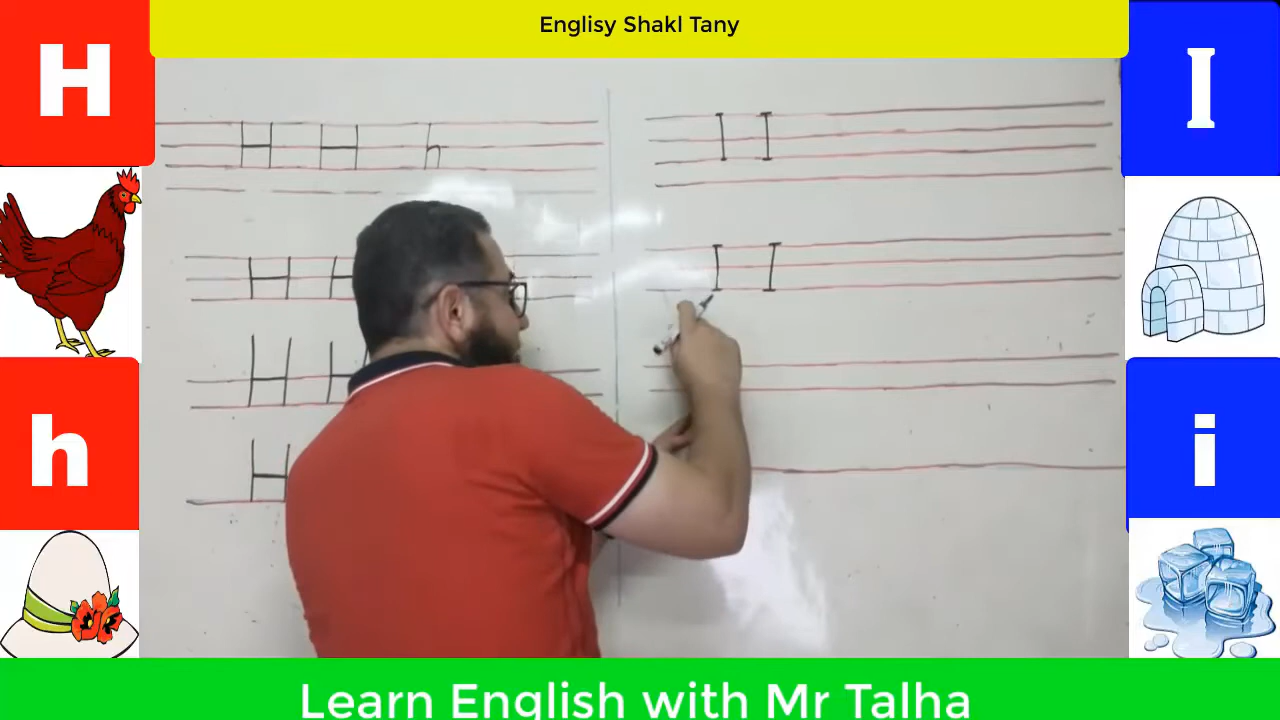 Englisy Shakl Tany
H
I
H H h
I I
H H
I I
H H
H
h
i
Learn English with Mr Talha